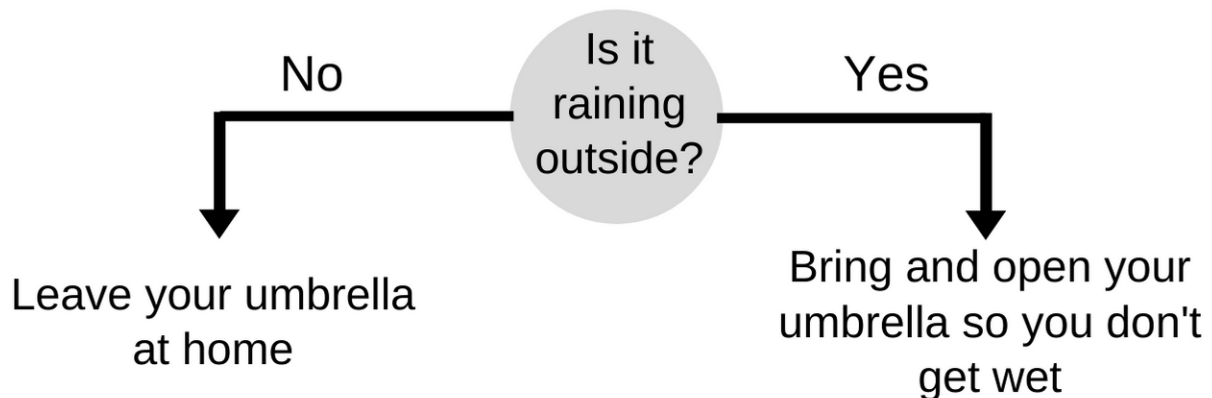 No
Is it
raining
outside?
Yes
Leave your umbrella
at home
Bring and open your
umbrella so you don't
get wet